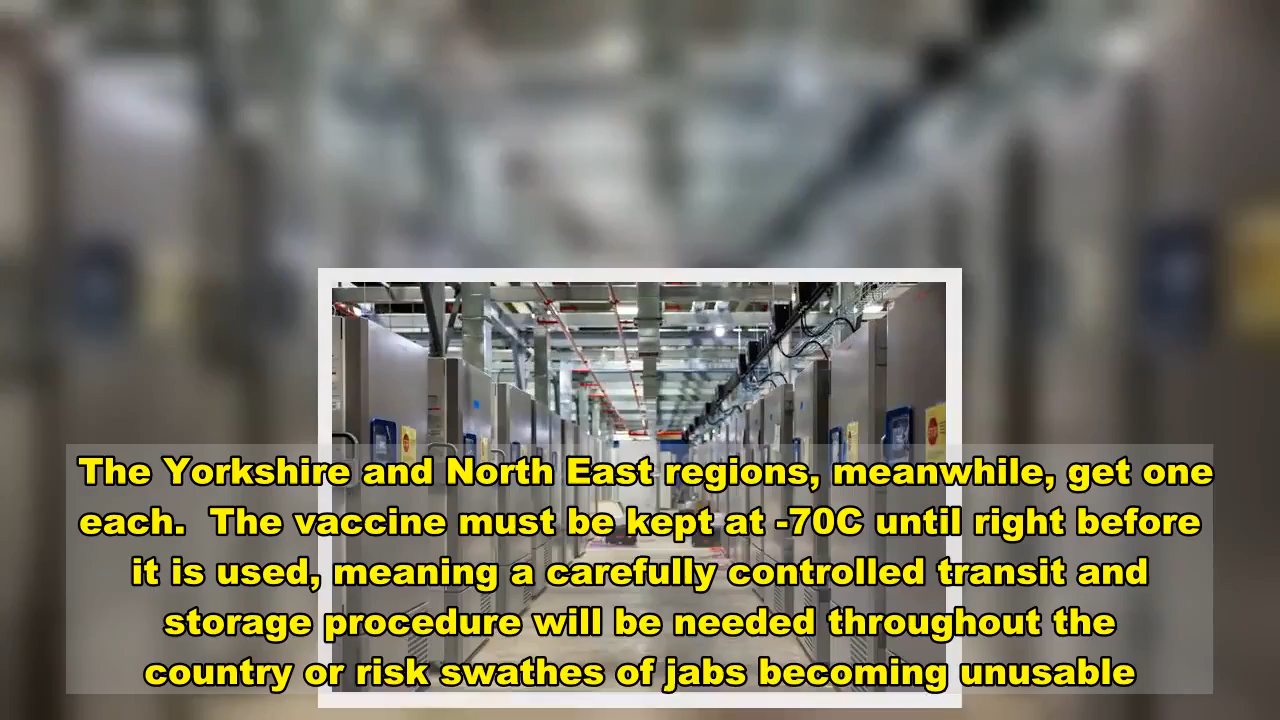 The Yorkshire and North East regions, meanwhile, get one
each.  The vaccine must be kept at -70C until right before
it is used, meaning a carefully controlled transit and
storage procedure will be needed throughout the
country or risk swathes of jabs becoming unusable